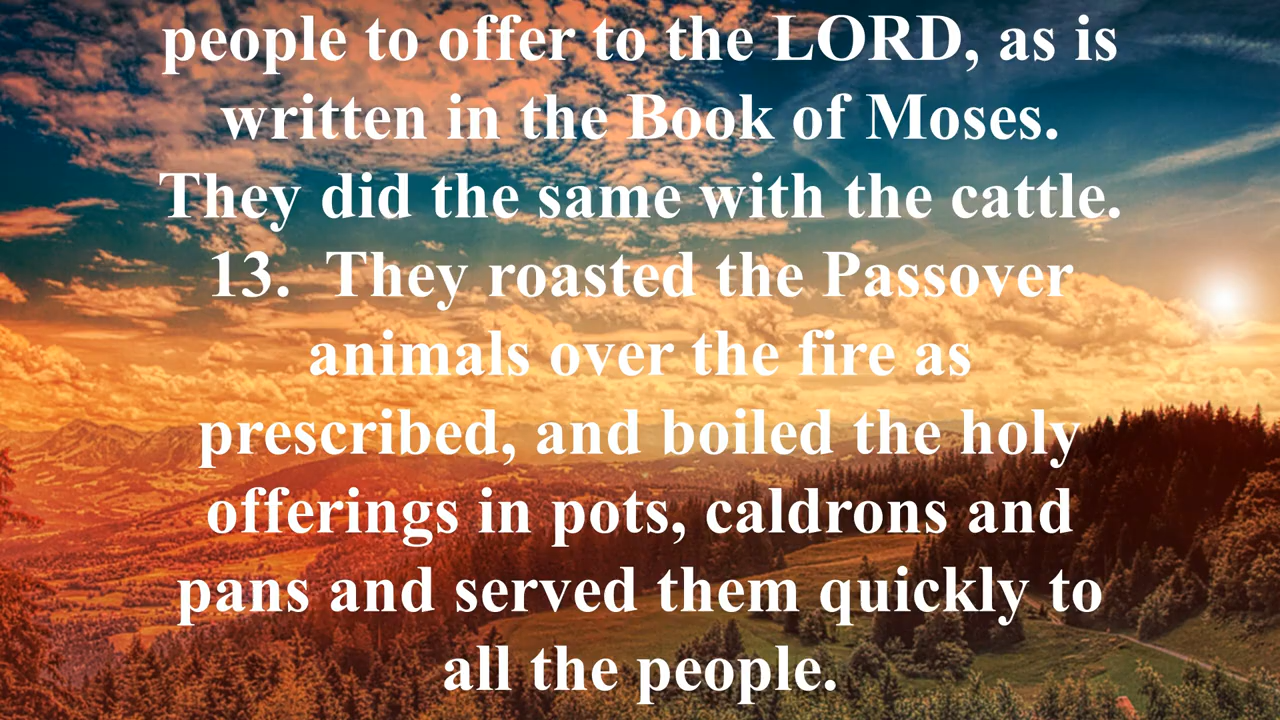 people to offer to the LORD, as is
written in the Book of Moses.
They did the same with the cattle.
13. They roasted the Passover
animals over the fire as
prescribed, and boiled the holy
offerings in pots, caldrons and
pans and served them quickly to
all the people.